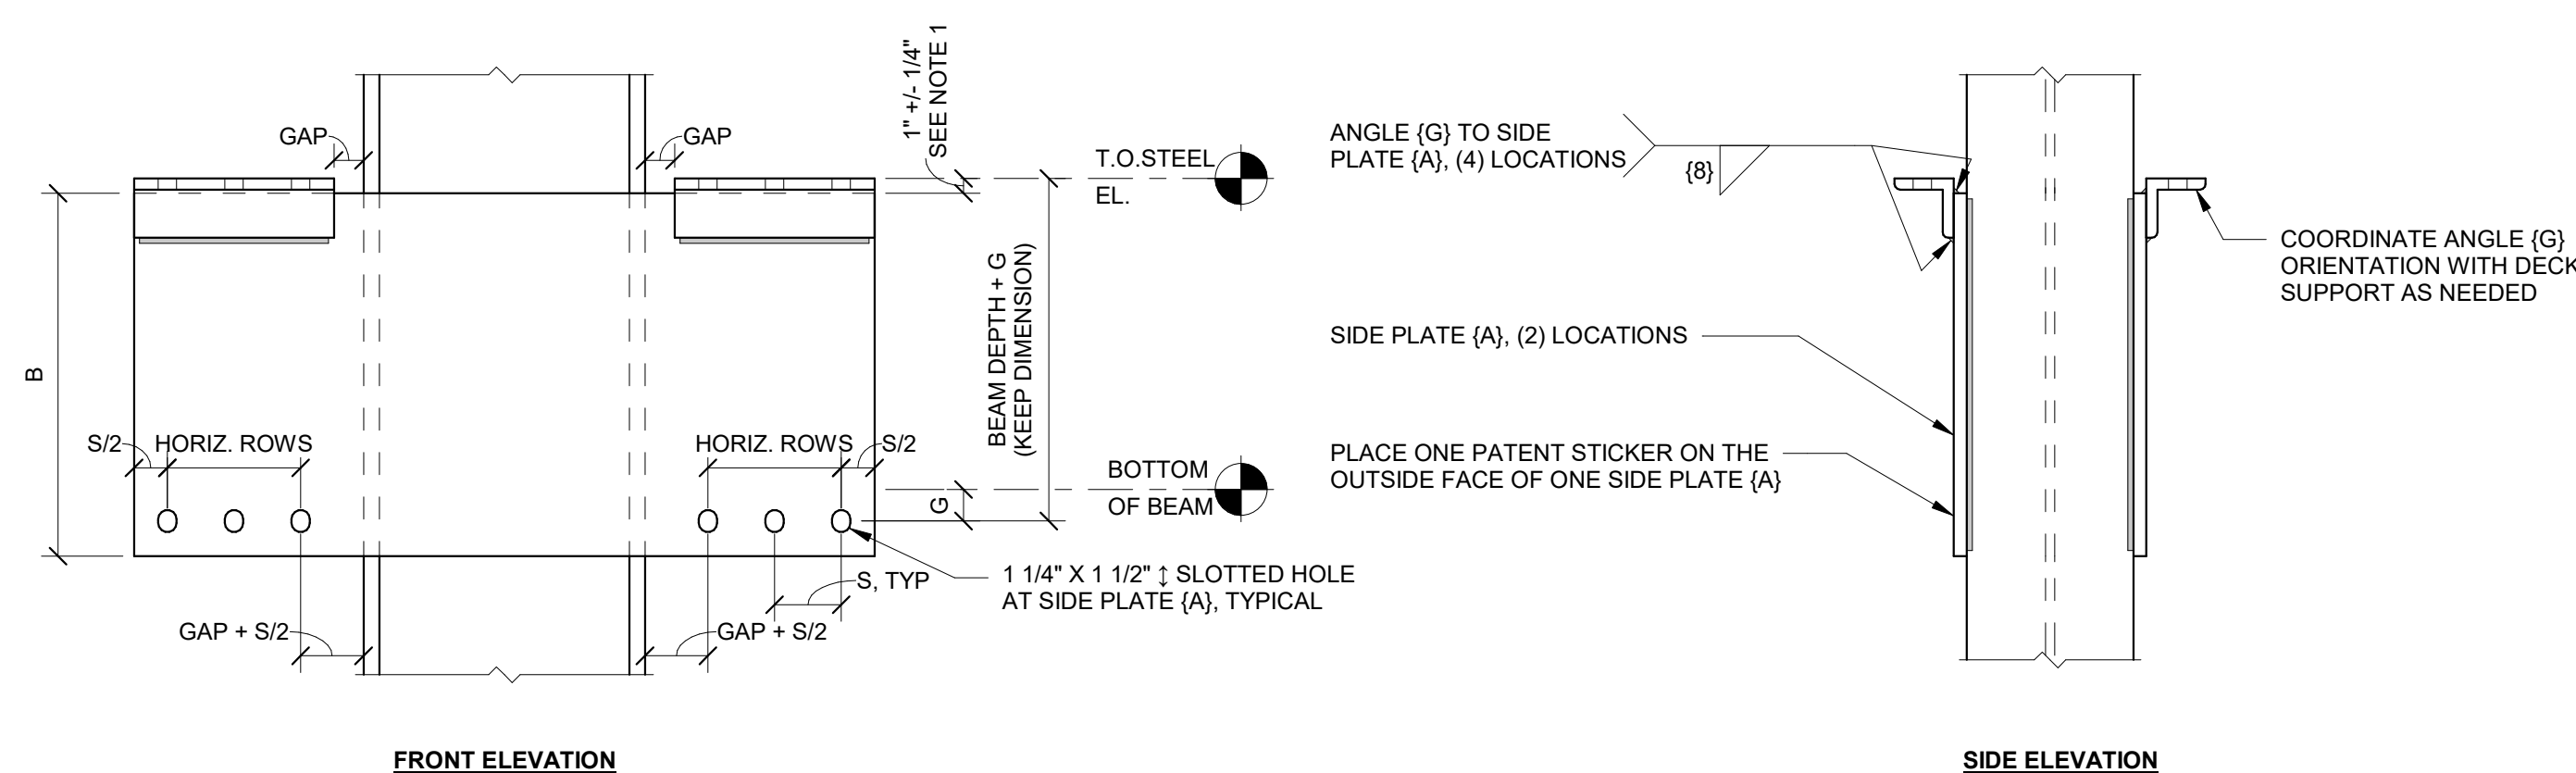 1" +/- 1/4"
SEE NOTE 1
GAP
GAP
T.O.STEEL
EL.
B
BEAM DEPTH + G
(KEEP DIMENSION)
S/2
HORIZ. ROWS
HORIZ. ROWS
S/2
BOTTOM
OF BEAM
G
S, TYP
1 1/4" X 1 1/2" ↕ SLOTTED HOLE
AT SIDE PLATE {A}, TYPICAL
GAP + S/2
GAP + S/2
FRONT ELEVATION
ANGLE {G} TO SIDE
PLATE {A}, (4) LOCATIONS
{8}
COORDINATE ANGLE {G}
ORIENTATION WITH DECK
SUPPORT AS NEEDED
SIDE PLATE {A}, (2) LOCATIONS
PLACE ONE PATENT STICKER ON THE
OUTSIDE FACE OF ONE SIDE PLATE {A}
SIDE ELEVATION